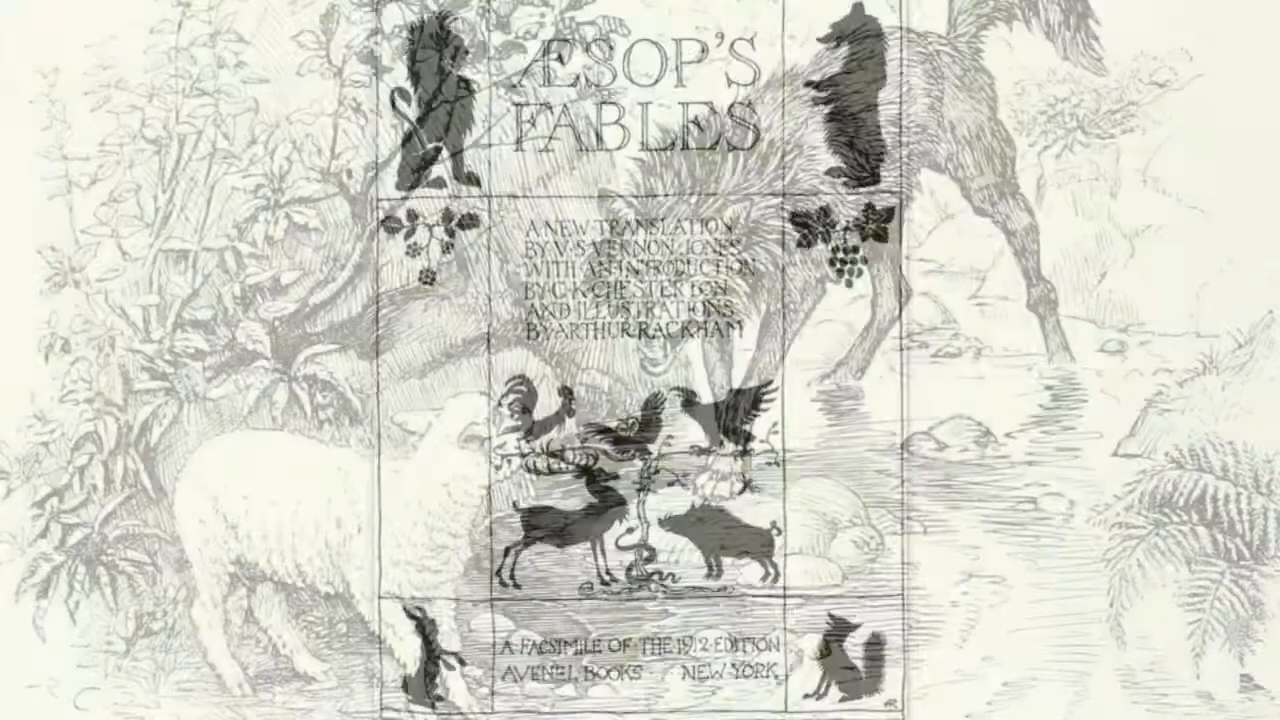 ÆSOP'S
FABLES
A·NEW·TRANSLATION·
BY·V·S·VERNON·JONES
WITH·AN·INTRODUCTION
BY·G·K·CHESTERTON
AND·ILLUSTRATIONS·
BY·ARTHUR·RACKHAM
A·FACSIMILE·OF·THE·1912·EDITION
AVENEL·BOOKS· NEW·YORK